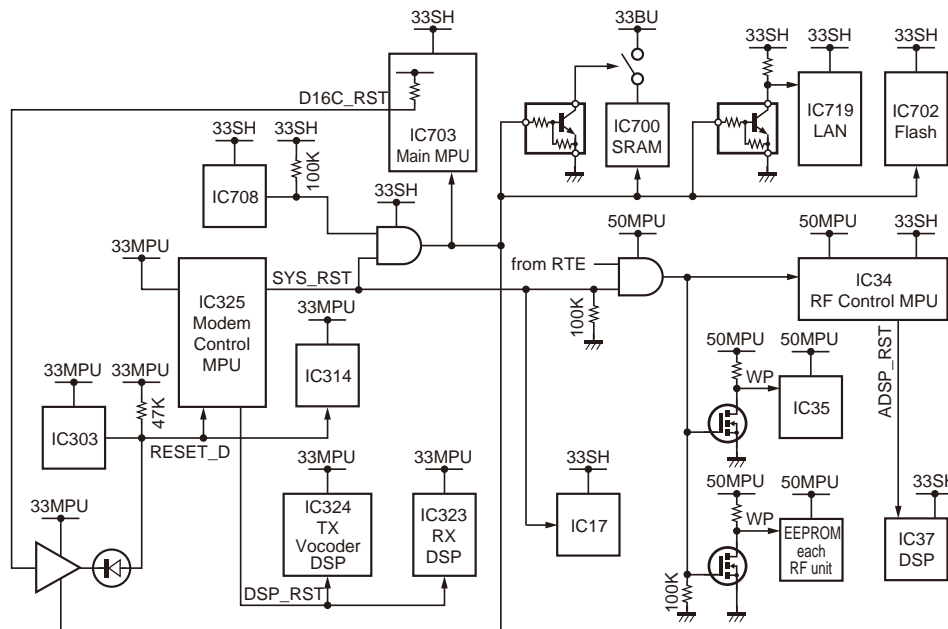 33SH
33BU
33SH
33SH
33SH
D16C_RST
IC703
Main MPU
IC700
SRAM
IC719
LAN
IC702
Flash
33SH
33SH
IC708
100K
33SH
33MPU
IC325
Modem
Control
MPU
SYS_RST
from RTE
50MPU
50MPU
33SH
IC34
RF Control MPU
100K
33MPU
IC314
33MPU
33MPU
IC303
47K
RESET_D
50MPU
50MPU
WP
IC35
ADSP_RST
33MPU
33MPU
33SH
IC324
TX
Vocoder
DSP
IC323
RX
DSP
IC17
50MPU
50MPU
33SH
WP
EEPROM
each
RF unit
IC37
DSP
33MPU
DSP_RST
100K